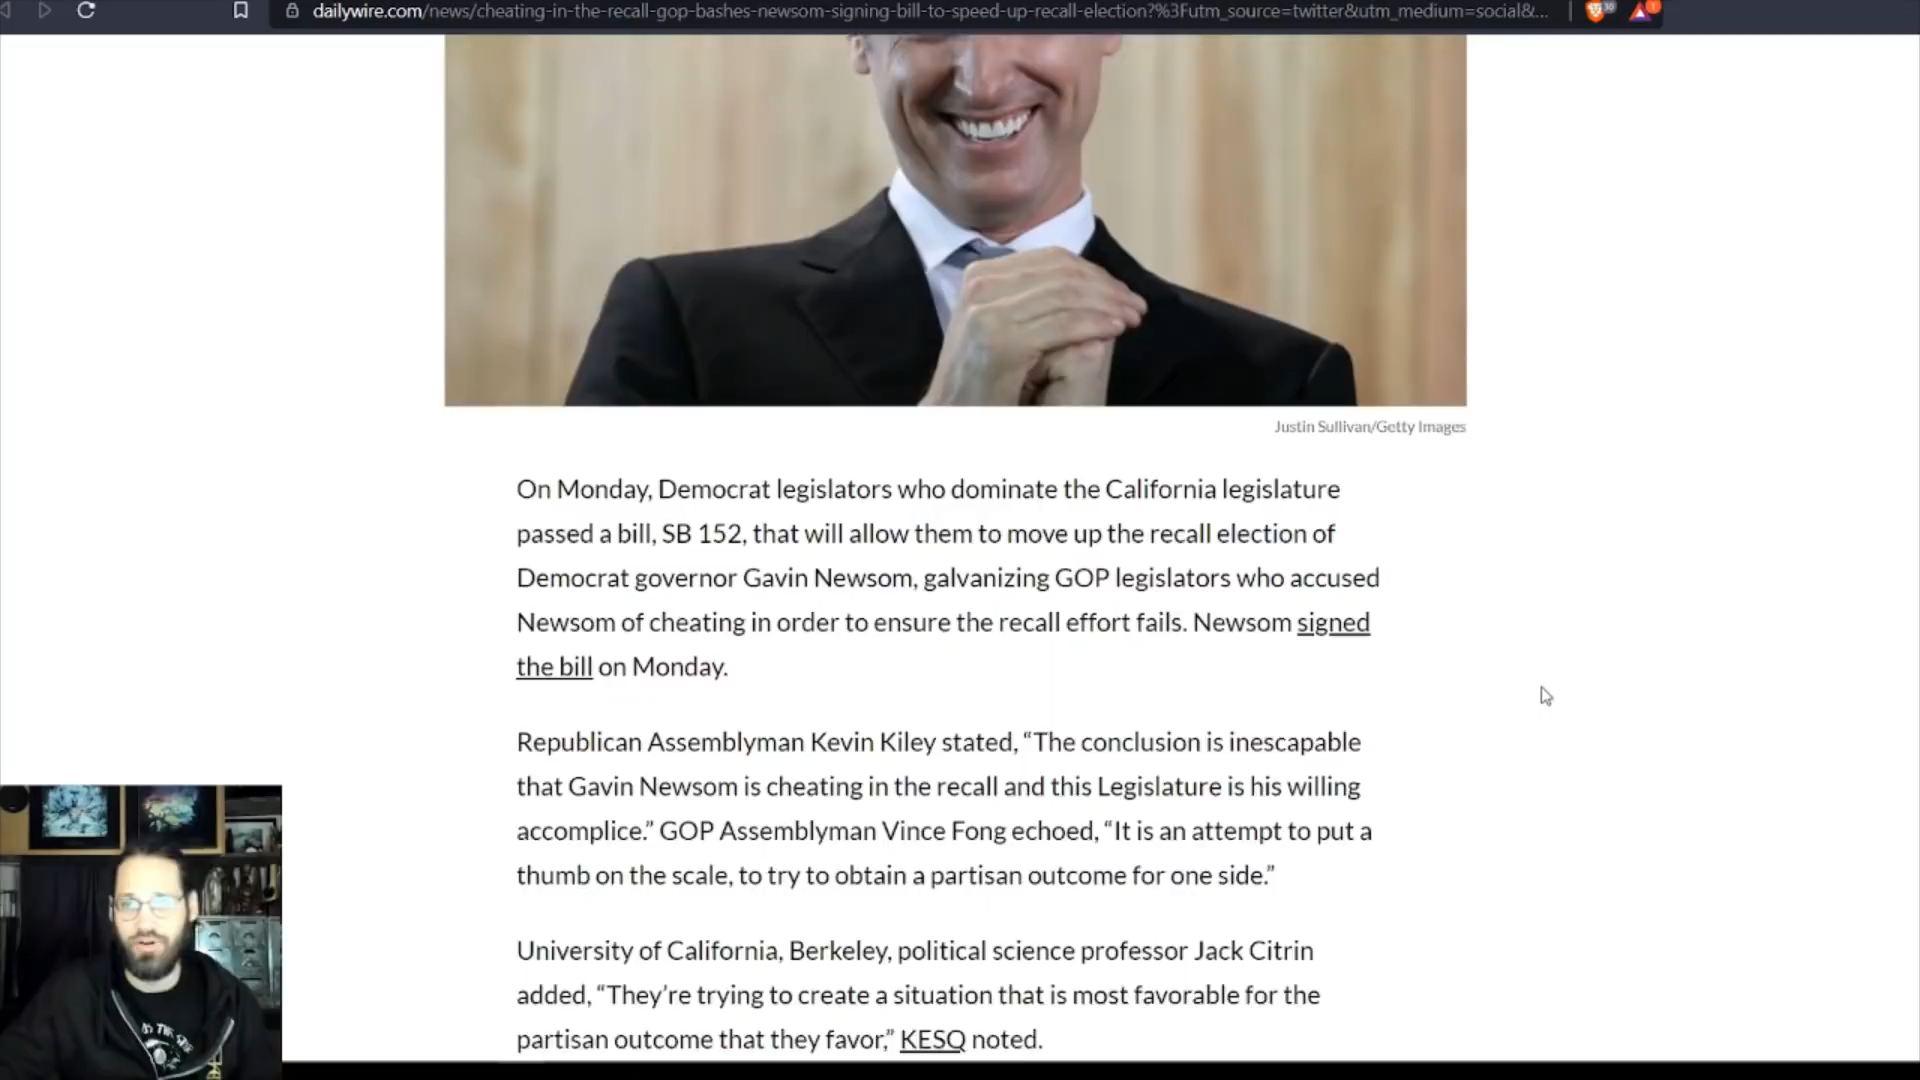 dailywire.com/news/cheating-in-the-recall-gop-bashes-newsom-signing-bill-to-speed-up-recall-election?%3Futm_source=twitter&utm_medium=social&...
Justin Sullivan/Getty Images
On Monday, Democrat legislators who dominate the California legislature
passed a bill, SB 152, that will allow them to move up the recall election of
Democrat governor Gavin Newsom, galvanizing GOP legislators who accused
Newsom of cheating in order to ensure the recall effort fails. Newsom signed
the bill on Monday.
Republican Assemblyman Kevin Kiley stated, “The conclusion is inescapable
that Gavin Newsom is cheating in the recall and this Legislature is his willing
accomplice.” GOP Assemblyman Vince Fong echoed, “It is an attempt to put a
thumb on the scale, to try to obtain a partisan outcome for one side.”
University of California, Berkeley, political science professor Jack Citrin
added, “They’re trying to create a situation that is most favorable for the
partisan outcome that they favor,” KESQ noted.